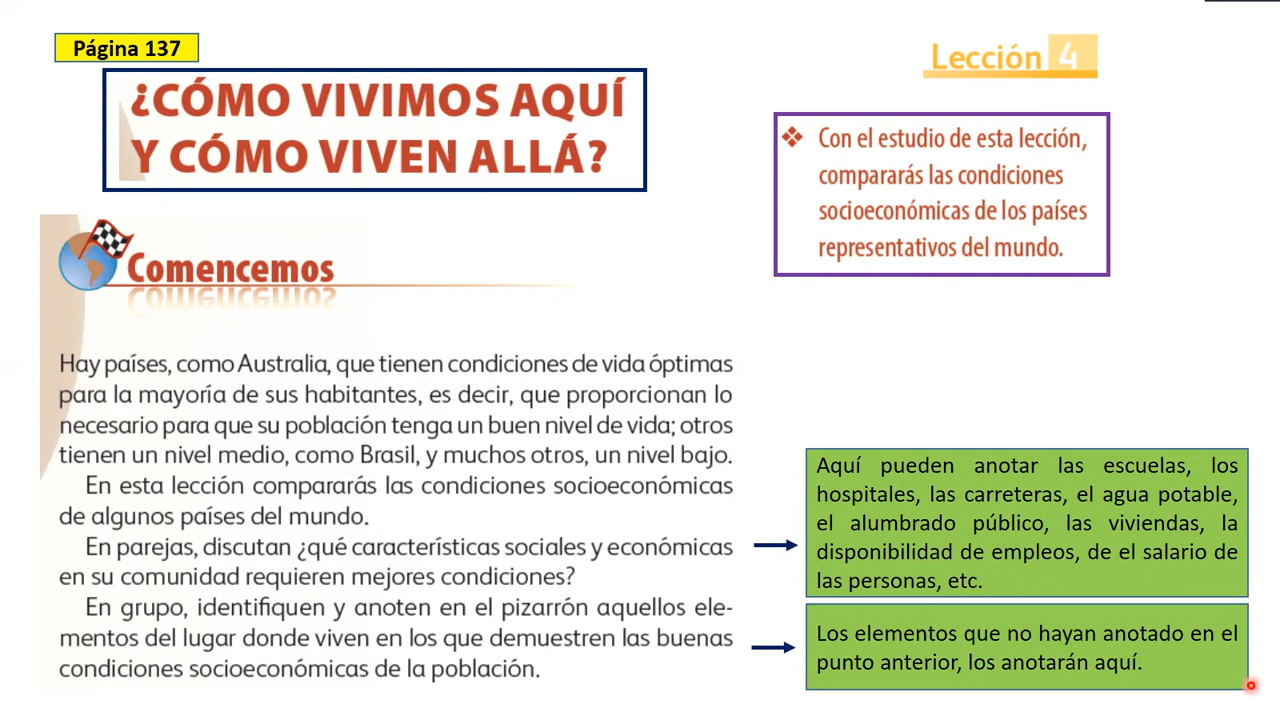 Página 137
Lección 4
¿CÓMO VIVIMOS AQUÍ
Y CÓMO VIVEN ALLÁ?
❖ Con el estudio de esta lección,
compararás las condiciones
socioeconómicas de los países
representativos del mundo.
Comencemos
Hay países, como Australia, que tienen condiciones de vida óptimas
para la mayoría de sus habitantes, es decir, que proporcionan lo
necesario para que su población tenga un buen nivel de vida; otros
tienen un nivel medio, como Brasil, y muchos otros, un nivel bajo.
En esta lección compararás las condiciones socioeconómicas
de algunos países del mundo.
En parejas, discutan ¿qué características sociales y económicas
en su comunidad requieren mejores condiciones?
En grupo, identifiquen y anoten en el pizarrón aquellos ele-
mentos del lugar donde viven en los que demuestren las buenas
condiciones socioeconómicas de la población.
Aquí pueden anotar las escuelas, los
hospitales, las carreteras, el agua potable,
el alumbrado público, las viviendas, la
disponibilidad de empleos, de el salario de
las personas, etc.
Los elementos que no hayan anotado en el
punto anterior, los anotarán aquí.